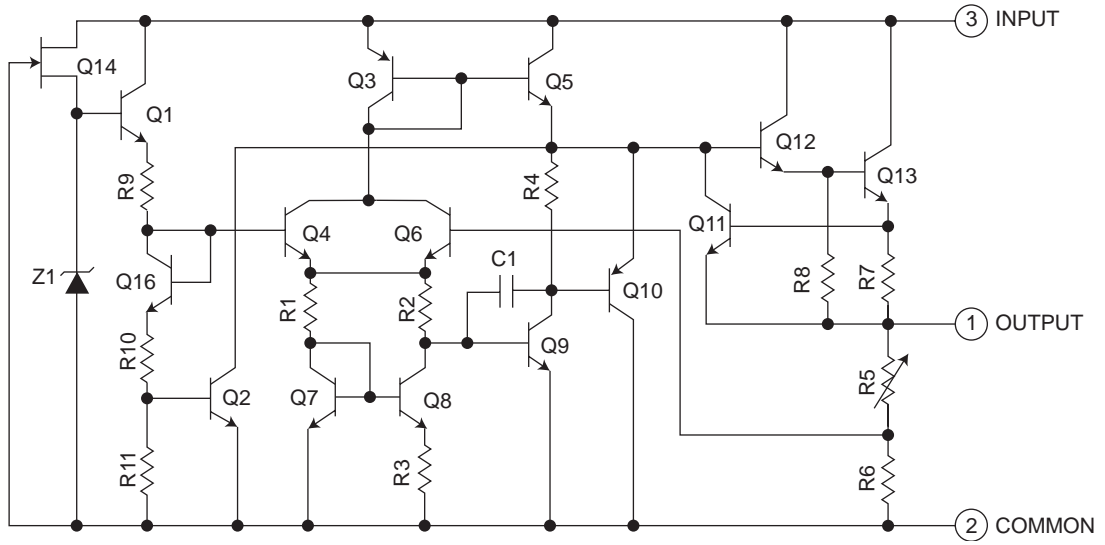 3 INPUT
Q14
Q1
Q3
Q5
Q12
Q13
R9
R4
Q4
Q6
Q11
C1
Z1
Q16
R1
R2
Q10
R8
R7
1 OUTPUT
R10
Q9
R5
Q2
Q7
Q8
R11
R3
R6
2 COMMON